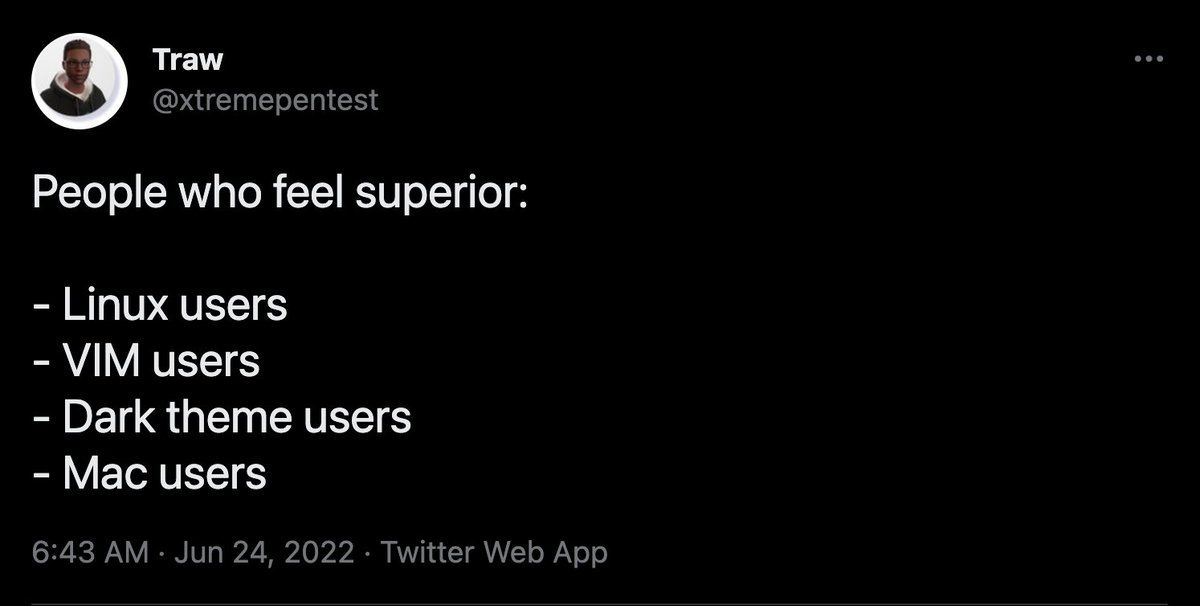 Traw
@xtremepentest
People who feel superior:
- Linux users
- VIM users
- Dark theme users
- Mac users
6:43 AM · Jun 24, 2022 · Twitter Web App